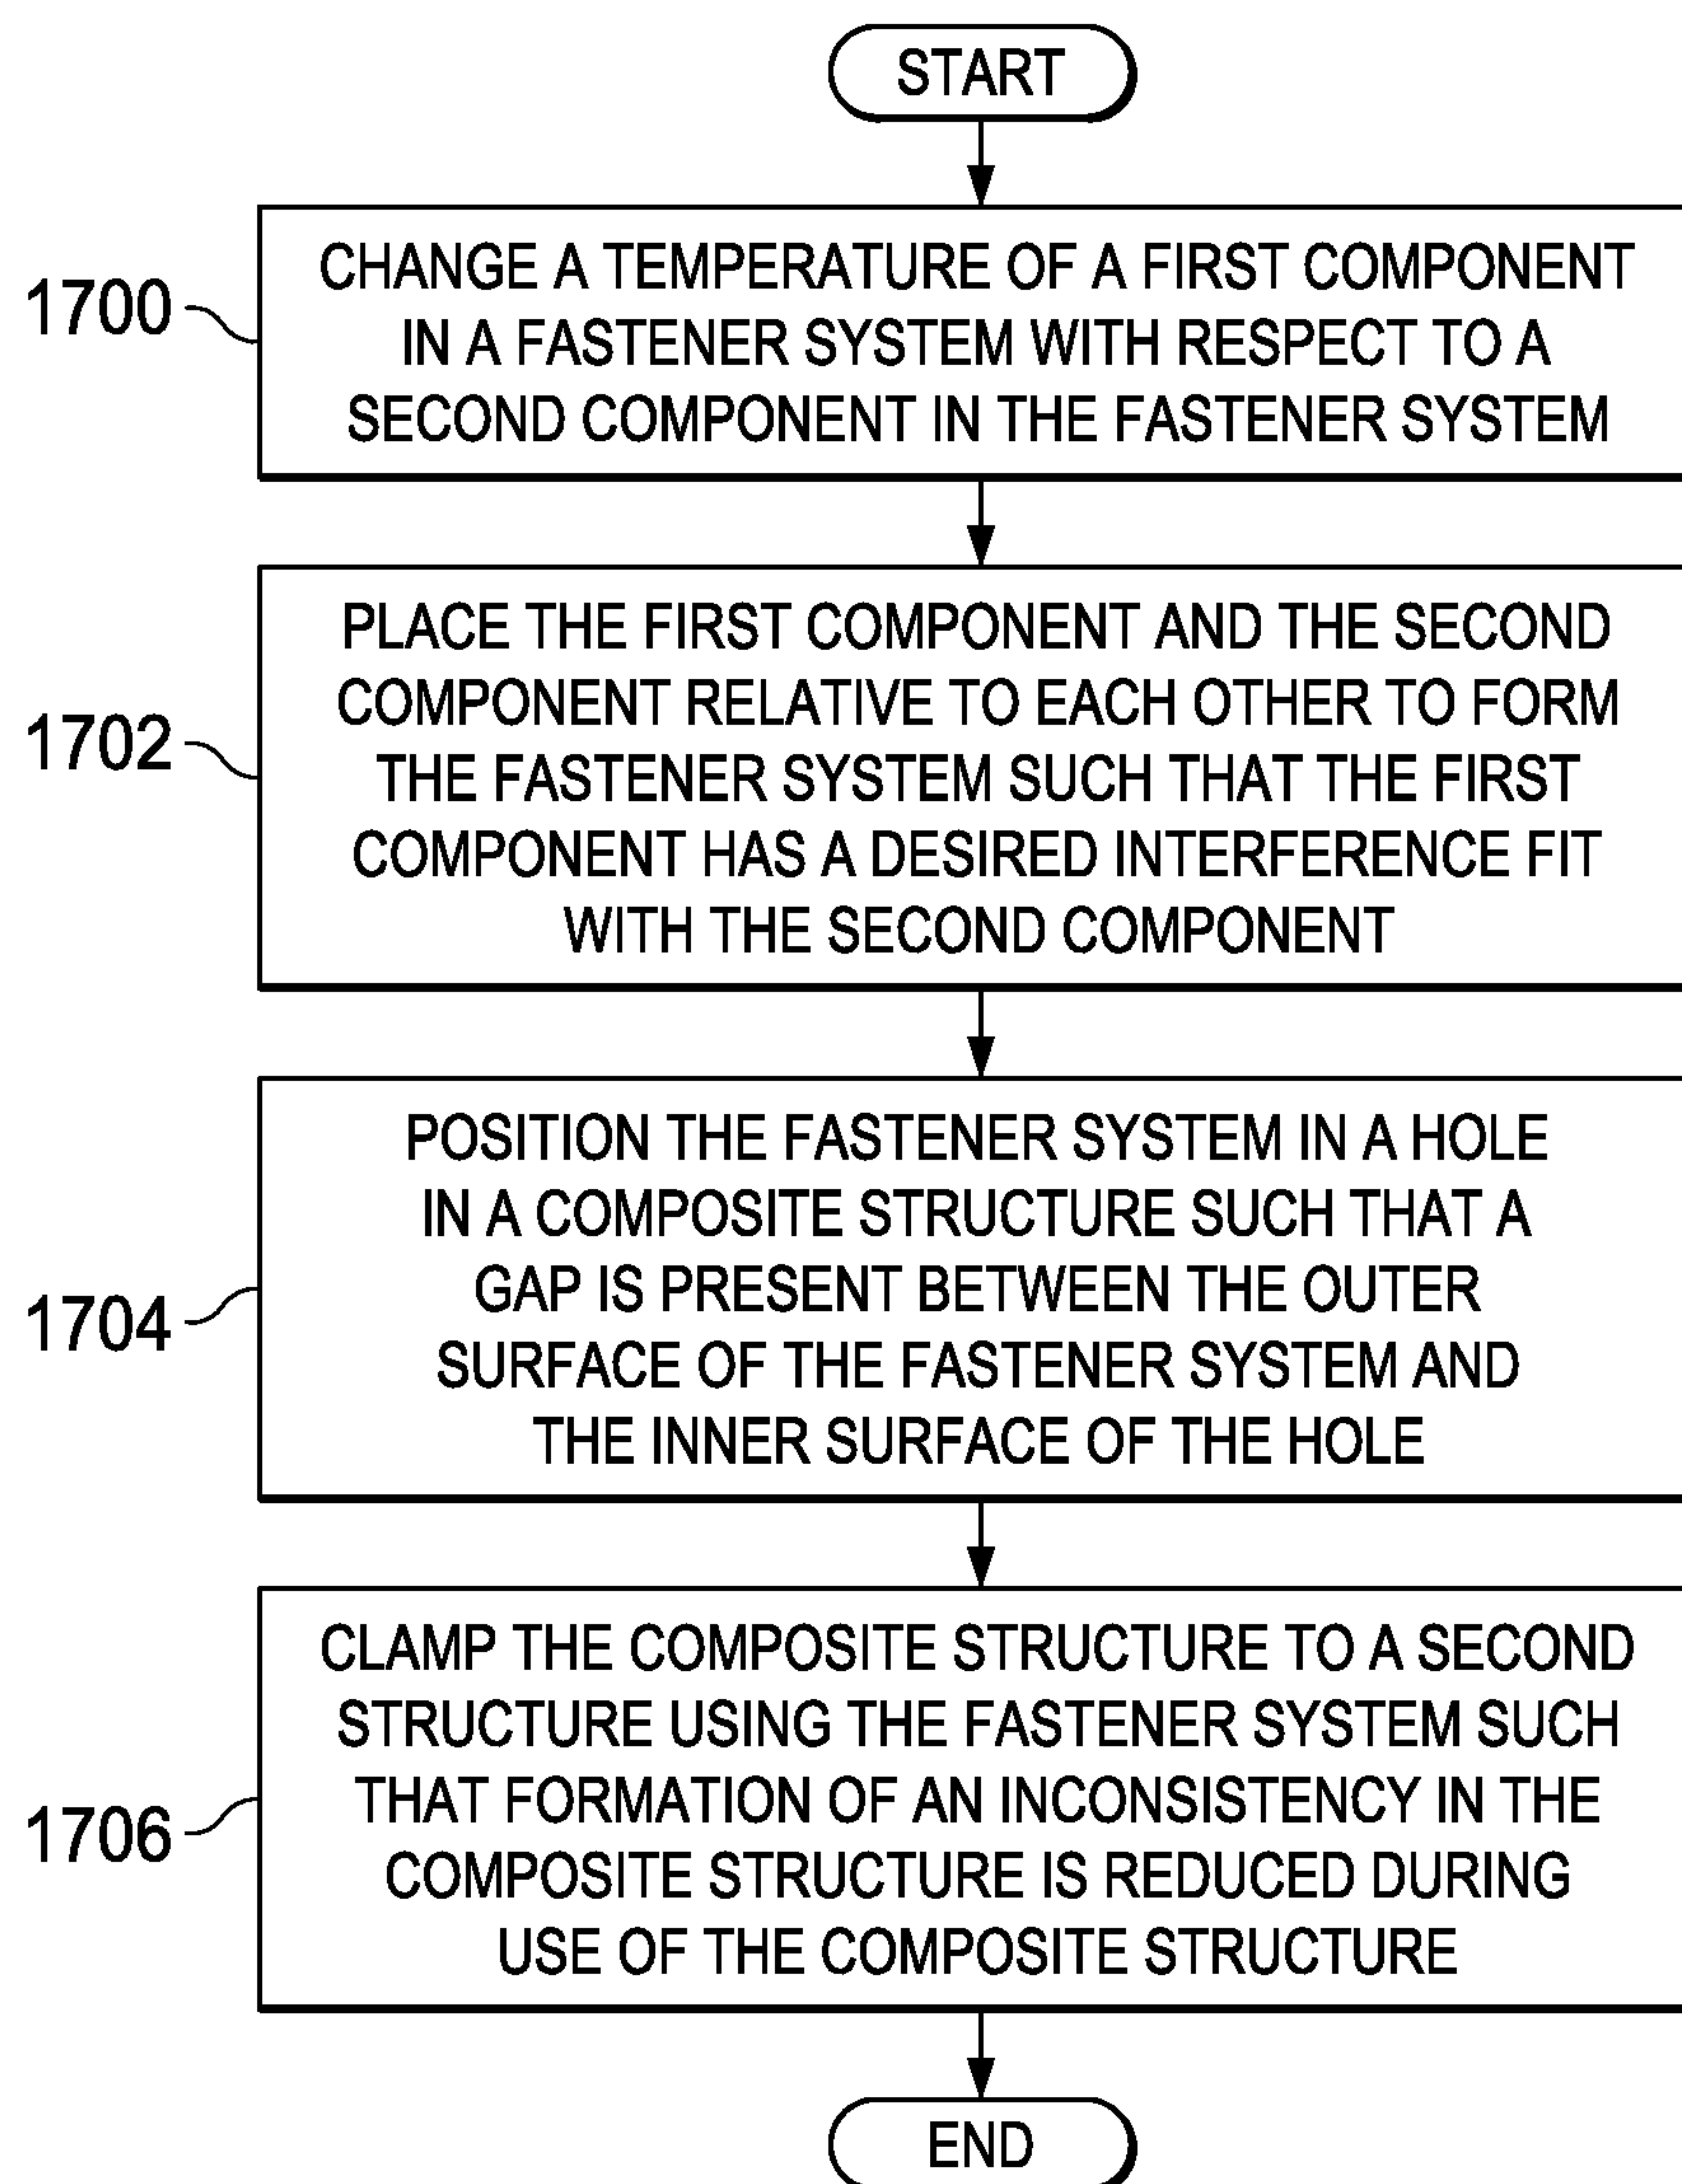 START
1700
CHANGE A TEMPERATURE OF A FIRST COMPONENT
IN A FASTENER SYSTEM WITH RESPECT TO A
SECOND COMPONENT IN THE FASTENER SYSTEM
1702
PLACE THE FIRST COMPONENT AND THE SECOND
COMPONENT RELATIVE TO EACH OTHER TO FORM
THE FASTENER SYSTEM SUCH THAT THE FIRST
COMPONENT HAS A DESIRED INTERFERENCE FIT
WITH THE SECOND COMPONENT
1704
POSITION THE FASTENER SYSTEM IN A HOLE
IN A COMPOSITE STRUCTURE SUCH THAT A
GAP IS PRESENT BETWEEN THE OUTER
SURFACE OF THE FASTENER SYSTEM AND
THE INNER SURFACE OF THE HOLE
1706
CLAMP THE COMPOSITE STRUCTURE TO A SECOND
STRUCTURE USING THE FASTENER SYSTEM SUCH
THAT FORMATION OF AN INCONSISTENCY IN THE
COMPOSITE STRUCTURE IS REDUCED DURING
USE OF THE COMPOSITE STRUCTURE
END